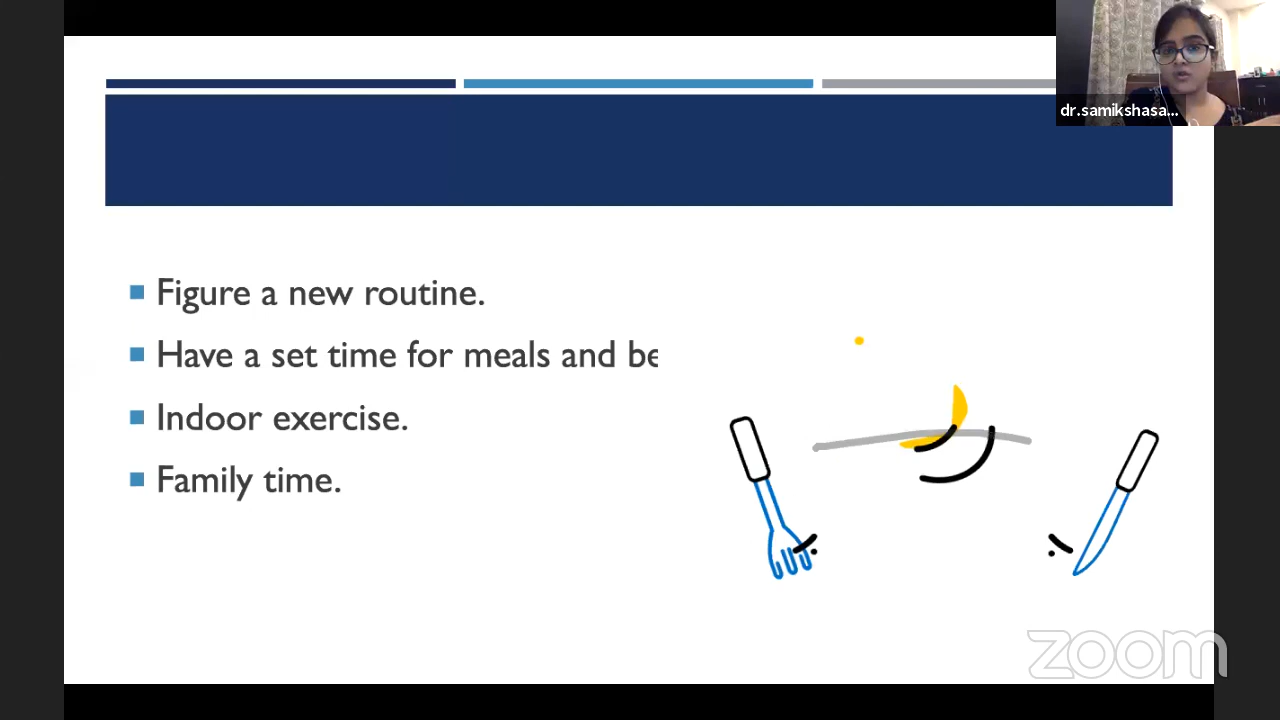 dr.samikshasa...
Figure a new routine.
Have a set time for meals and be
Indoor exercise.
Family time.
zoom